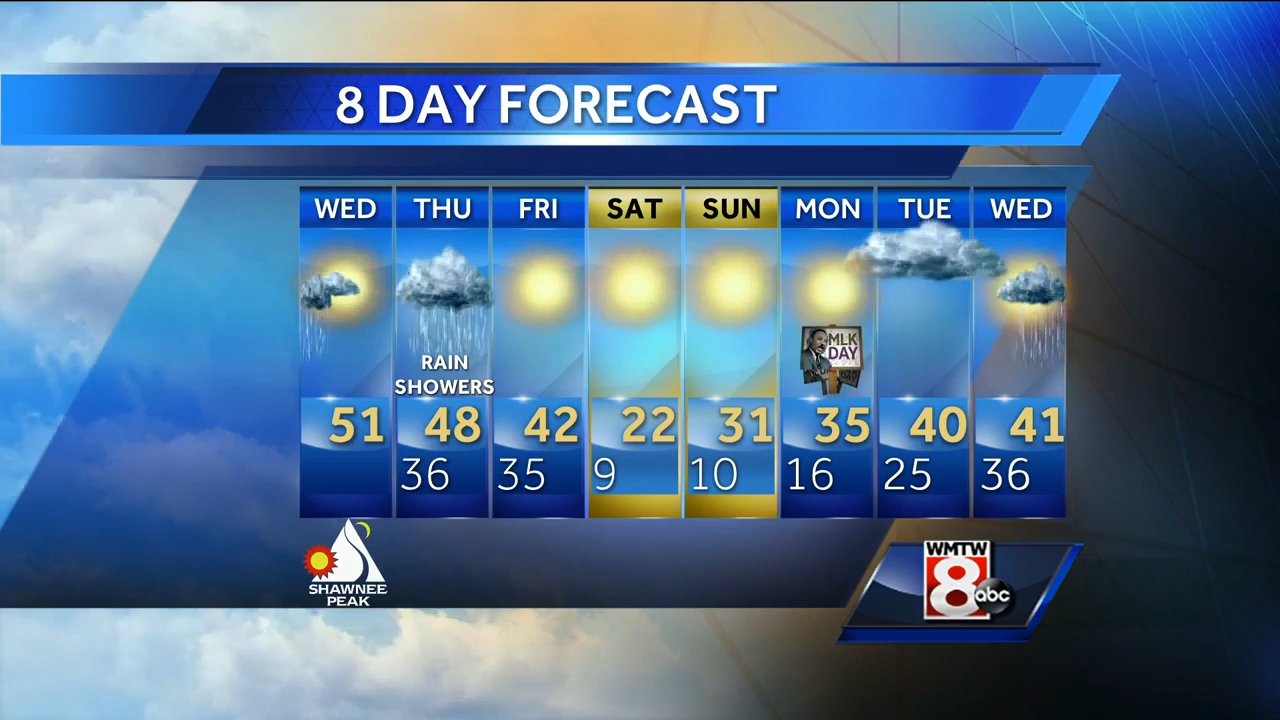 8 DAY FORECAST
WED THU FRI SAT SUN MON TUE WED
MLK
DAY
RAIN
SHOWERS
51 48 42 22 31 35 40 41
36 35 9 10 16 25 36
SHAWNEE
PEAK
WMTW
8
abc